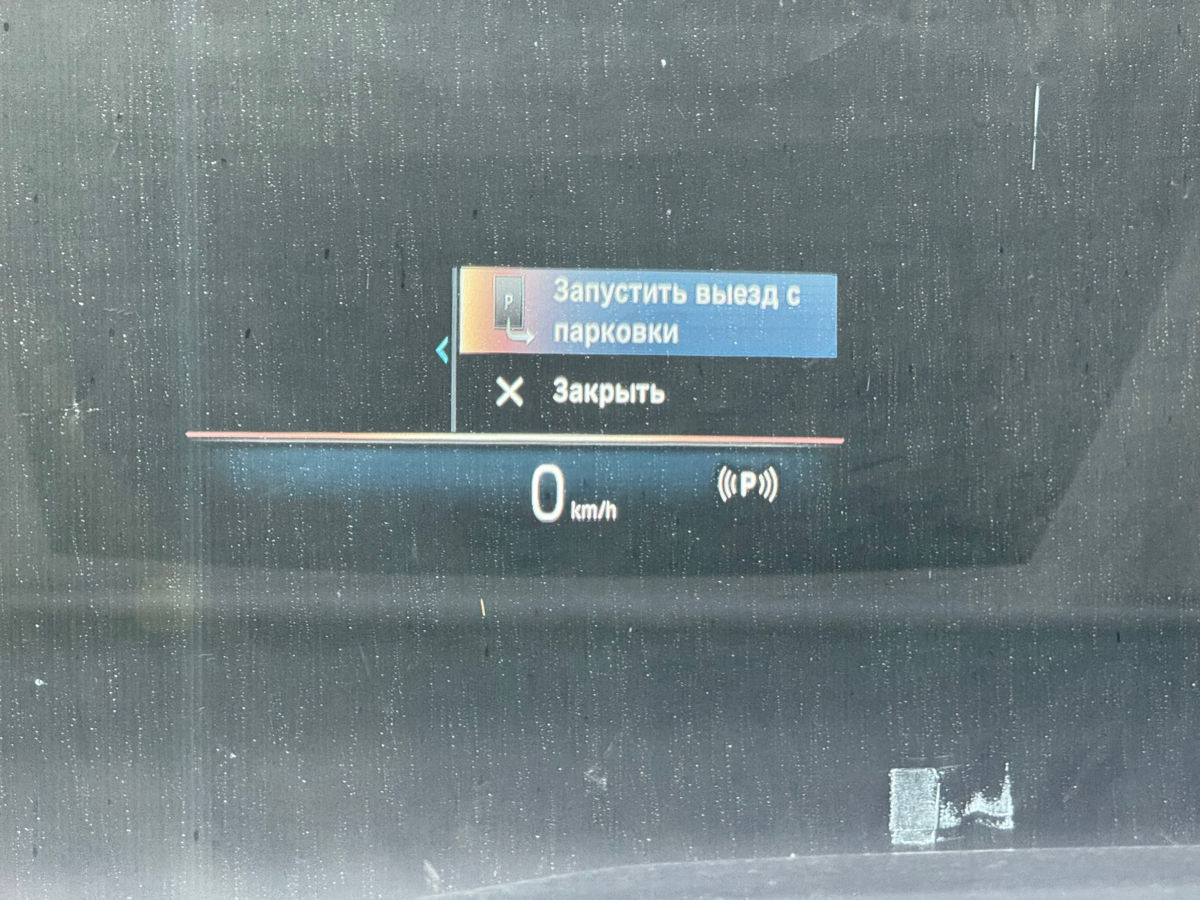 P
Запустить выезд с
парковки
Закрыть
0 km/h
P